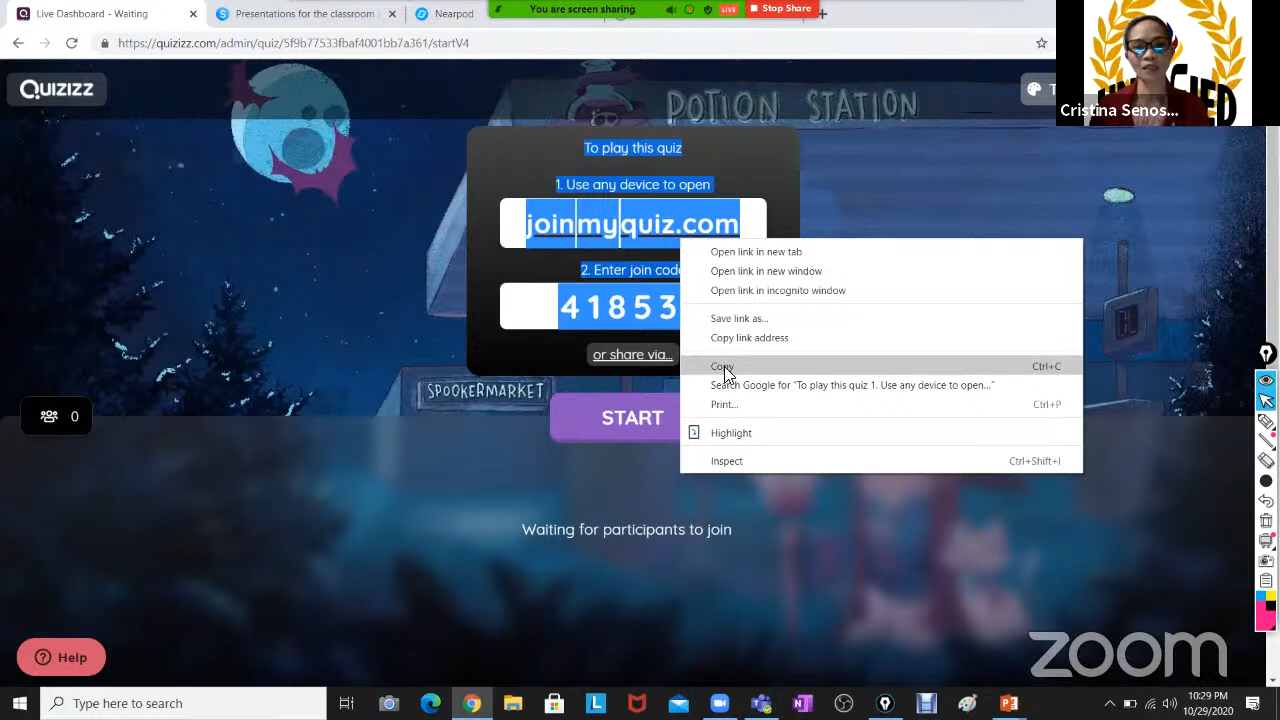 Live Dashboard - Waiting
Presentations for the classroom
Nearpod
You are screen sharing
LIVE
Stop Share
https://quizizz.com/admin/quiz/5f9b77533fbaf4001bb7a36f/startV4
Quizizz
POTION STATION
Cristina Senos...
To play this quiz
1. Use any device to open
joinmyquiz.com
2. Enter join code
4 1 8 5 3
or share via...
SPOOKERMARKET
START
0
Open link in new tab
Open link in new window
Open link in incognito window
Save link as...
Copy link address
Copy Ctrl+C
Search Google for “To play this quiz 1. Use any device to open...”
Print... Ctrl+P
Highlight
Inspect Ctrl+Shift+I
Waiting for participants to join
Help
zoom
Type here to search
10:29 PM
10/29/2020